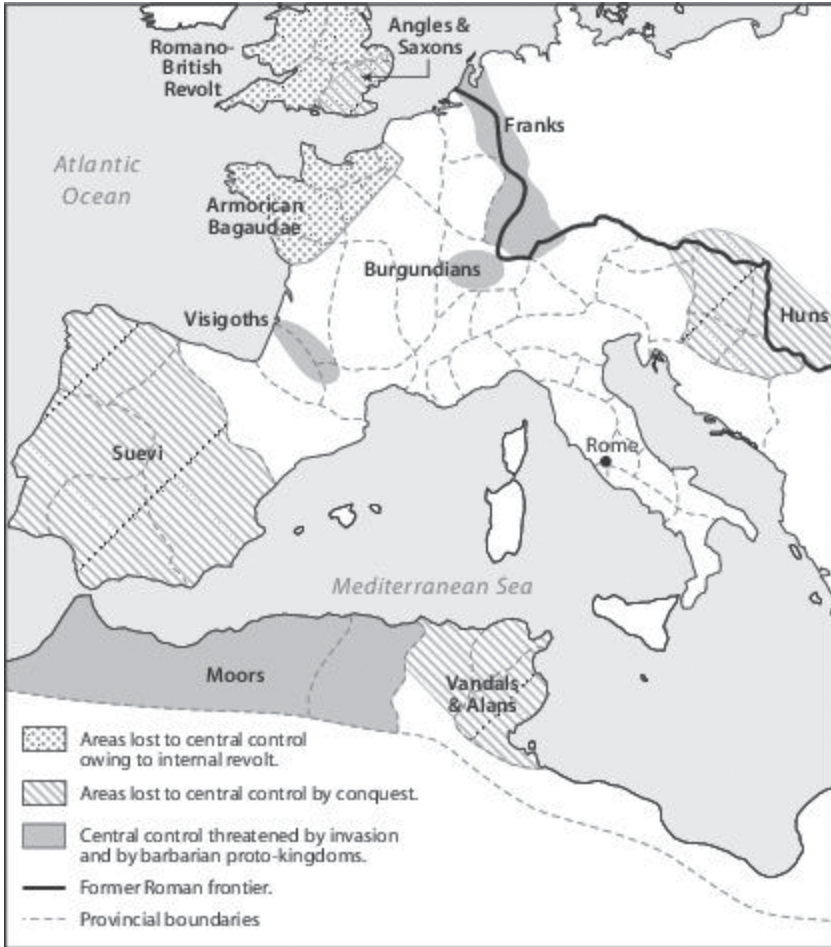 Romano-
British
Revolt
Angles &
Saxons
Franks
Atlantic
Ocean
Armorican
Bagaudae
Burgundians
Visigoths
Huns
Suevi
Rome
Mediterranean Sea
Moors
Vandals
& Alans
Areas lost to central control
owing to internal revolt.
Areas lost to central control by conquest.
Central control threatened by invasion
and by barbarian proto-kingdoms.
Former Roman frontier.
Provincial boundaries